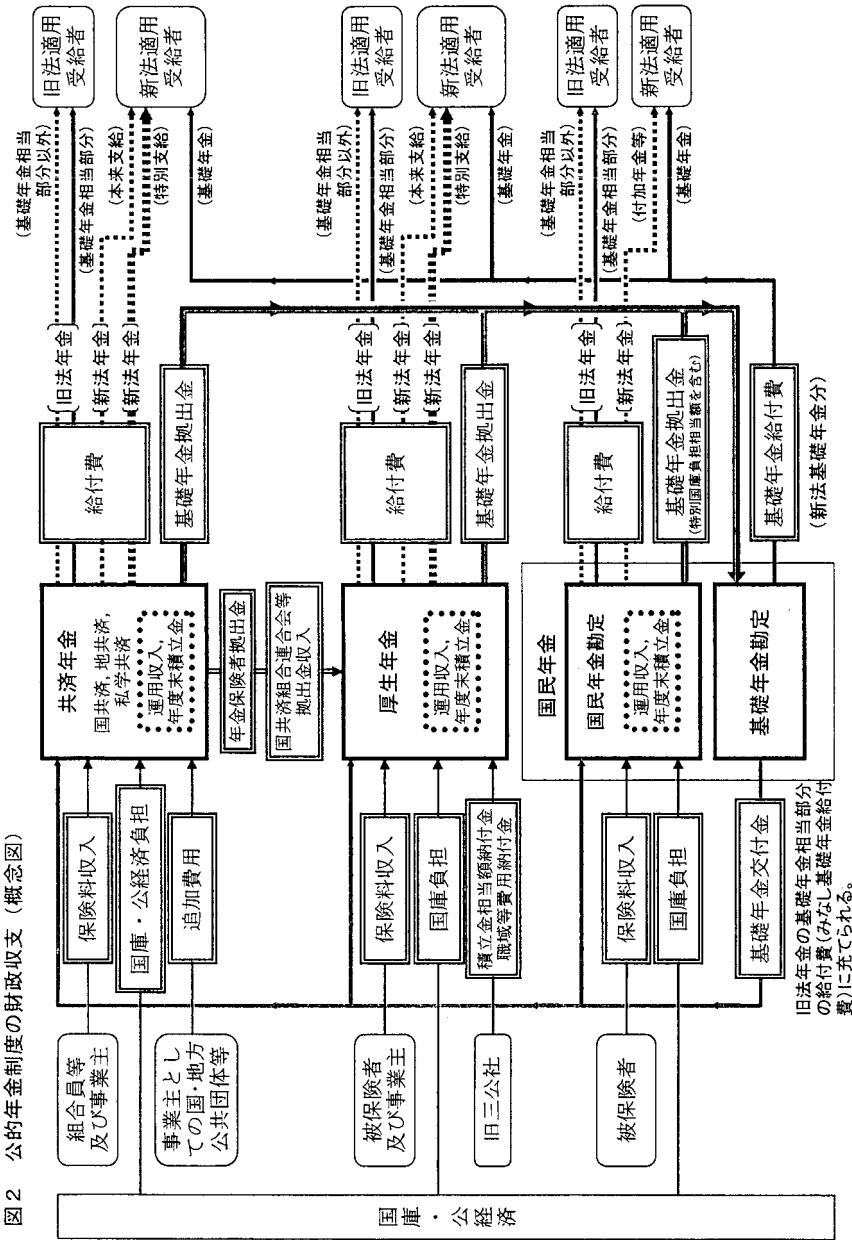 図2 公的年金制度の財政収支（概念図）
国庫・公経済
組合員等
及び事業主
事業主とし
ての国・地方
公共団体等
保険料収入
国庫・公経済負担
追加費用
共済年金
国共済，地共済，
私学共済
運用収入，
年度末積立金
給付費
基礎年金拠出金
{旧法年金}
{新法年金}
{新法年金}
(基礎年金相当
部分以外)
(基礎年金相当部分)
(本来支給)
(特別支給)
(基礎年金)
旧法適用
受給者
新法適用
受給者
年金保険者拠出金
国共済組合連合会等
拠出金収入
被保険者
及び事業主
旧三公社
保険料収入
国庫負担
積立金相当額納付金
職域等費用納付金
厚生年金
運用収入，
年度末積立金
給付費
基礎年金拠出金
{旧法年金}
{新法年金}
{新法年金}
(基礎年金相当
部分以外)
(基礎年金相当部分)
(本来支給)
(特別支給)
(基礎年金)
旧法適用
受給者
新法適用
受給者
被保険者
保険料収入
国庫負担
国民年金
国民年金勘定
運用収入，
年度末積立金
給付費
基礎年金拠出金
(特別国庫負担相当額を含む)
{旧法年金}
{新法年金}
(基礎年金相当
部分以外)
(基礎年金相当部分)
(付加年金等)
(基礎年金)
旧法適用
受給者
新法適用
受給者
基礎年金交付金
基礎年金勘定
基礎年金給付費
(新法基礎年金分)
旧法年金の基礎年金相当部分
の給付費(みなし基礎年金給付
費)に充てられる。